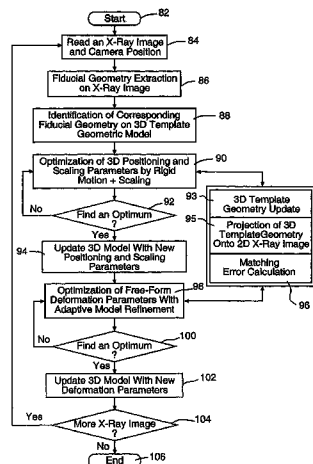 Start
82
Read an X-Ray Image
and Camera Position
84
Fiducial Geometry Extraction
on X-Ray Image
86
Identification of Corresponding
Fiducial Geometry on 3D Template
Geometric Model
88
Optimization of 3D Positioning and
Scaling Parameters by Rigid
Motion + Scaling
90
No
Find an Optimum
?
92
Yes
93
3D Template
Geometry Update
95
Projection of 3D
TemplateGeometry
Onto 2D X-Ray Image
Matching
Error Calculation
96
94
Update 3D Model With New
Positioning and Scaling
Parameters
98
Optimization of Free-Form
Deformation Parameters With
Adaptive Model Refinement
No
Find an Optimum
?
100
Yes
Update 3D Model With New
Deformation Parameters
102
Yes
More X-Ray Image
?
104
No
End
106